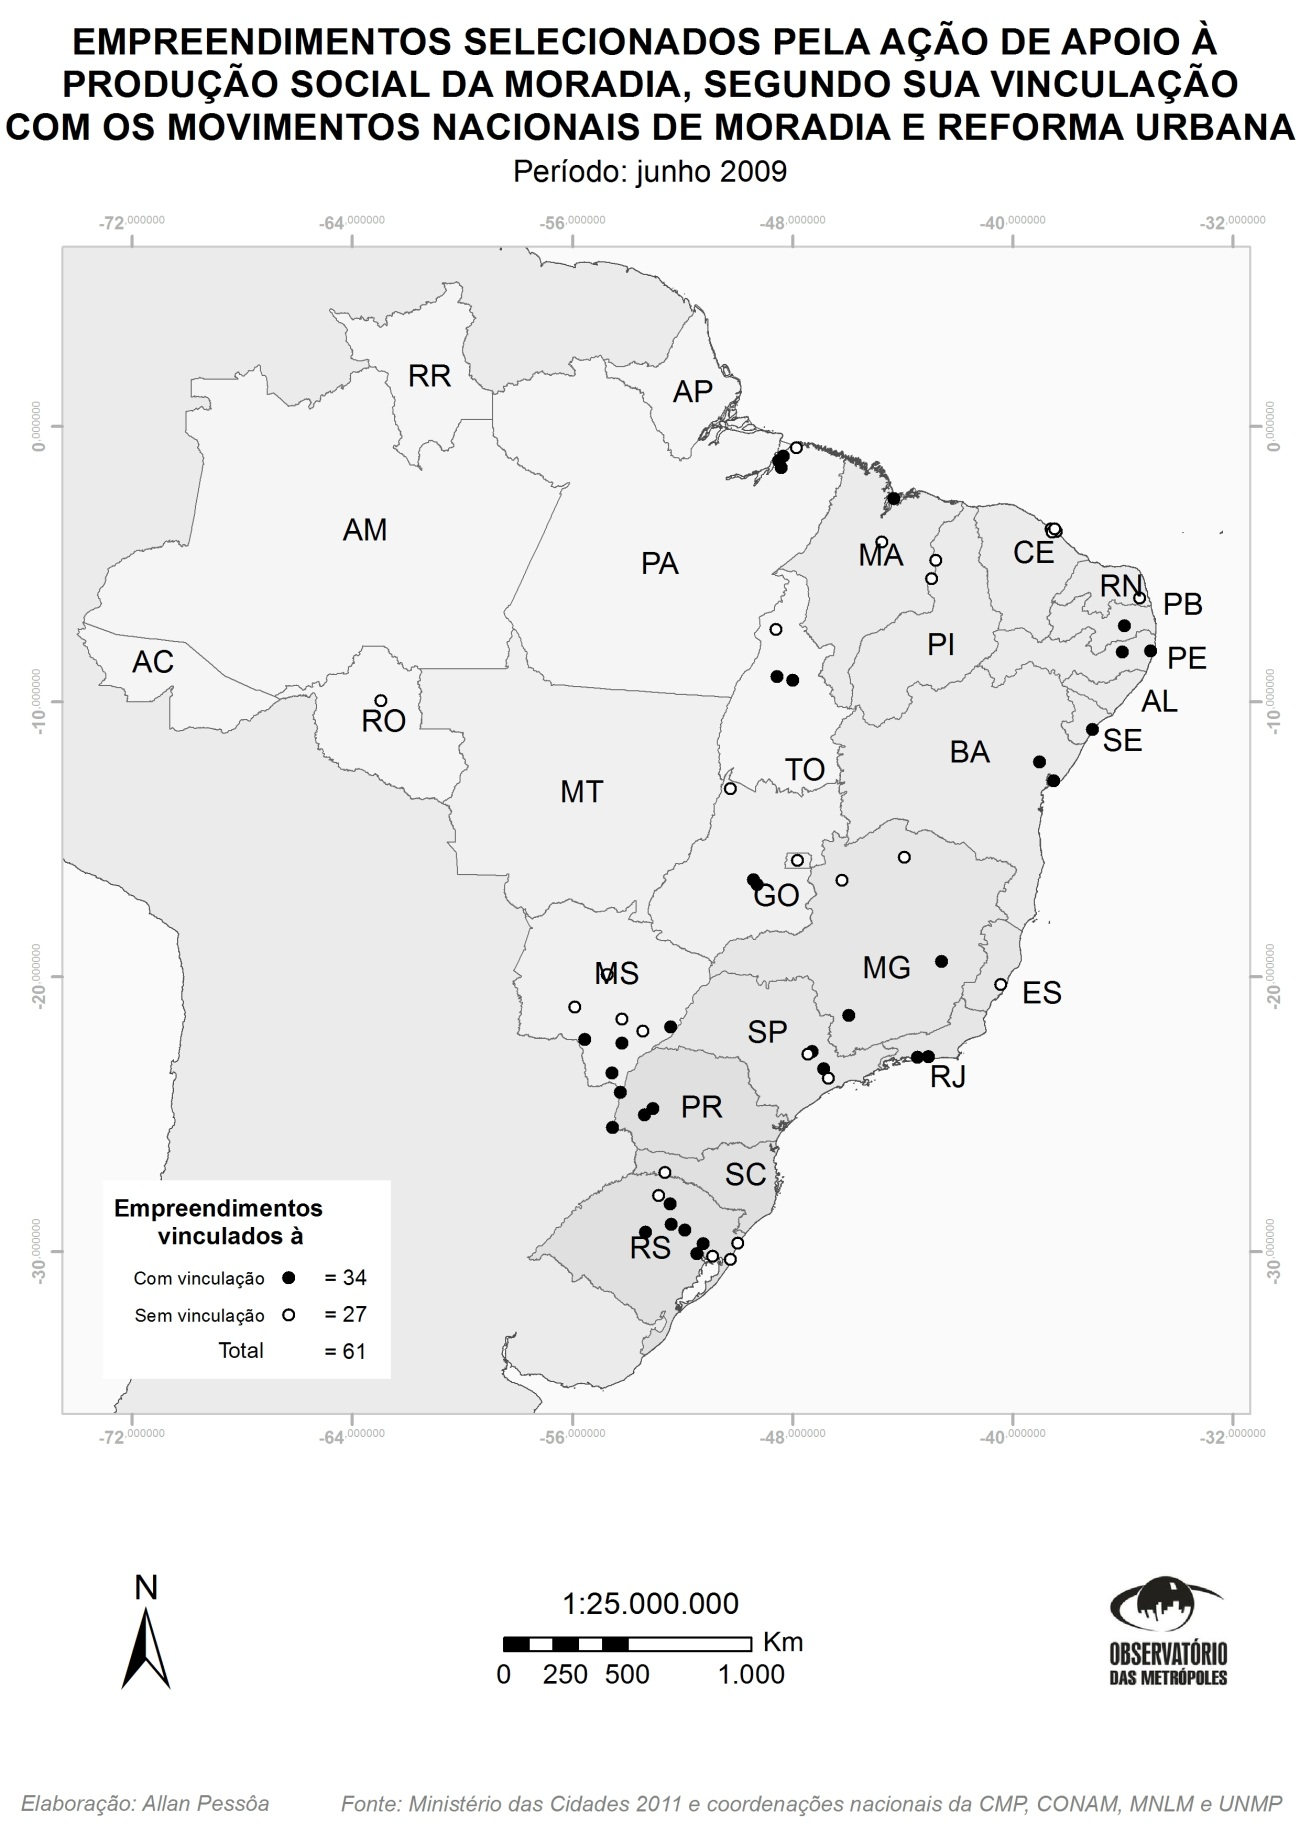 EMPREENDIMENTOS SELECIONADOS PELA AÇÃO DE APOIO À
PRODUÇÃO SOCIAL DA MORADIA, SEGUNDO SUA VINCULAÇÃO
COM OS MOVIMENTOS NACIONAIS DE MORADIA E REFORMA URBANA
Período: junho 2009
-72,000000 -64,000000 -56,000000 -48,000000 -40,000000 -32,000000
RR
AP
0,000000 0,000000
AM
PA
MA
CE
RN
PB
PI
PE
AC
AL
-10,000000 -10,000000
RO
SE
BA
TO
MT
GO
MG
MS
-20,000000 -20,000000
ES
SP
RJ
PR
SC
RS
-30,000000 -30,000000
Empreendimentos
vinculados à
Com vinculação = 34
Sem vinculação = 27
Total = 61
-72,000000 -64,000000 -56,000000 -48,000000 -40,000000 -32,000000
N
1:25.000.000
Km
0 250 500 1.000
OBSERVATÓRIO
DAS METRÓPOLES
Elaboração: Allan Pessôa Fonte: Ministério das Cidades 2011 e coordenações nacionais da CMP, CONAM, MNLM e UNMP